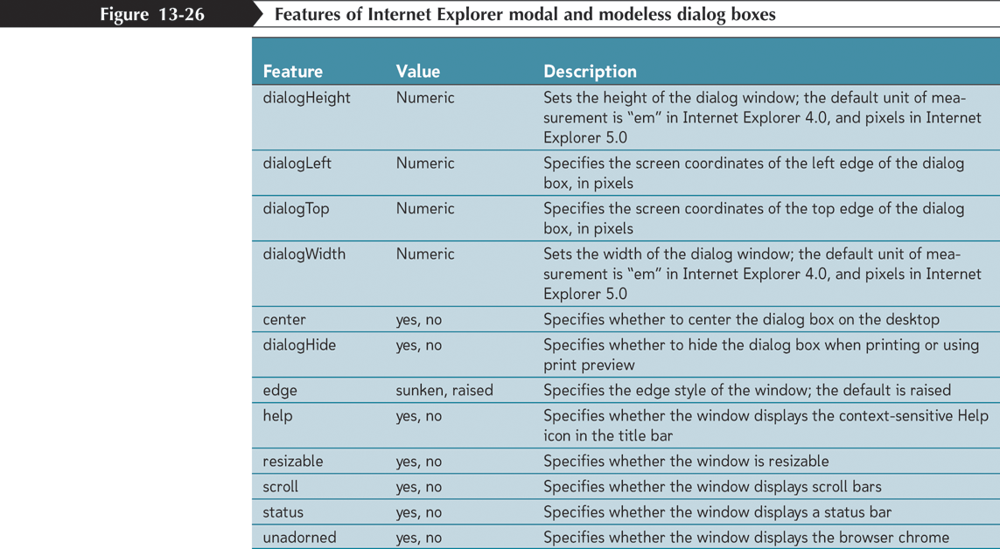 Figure 13-26 Features of Internet Explorer modal and modeless dialog boxes
Feature Value Description
dialogHeight Numeric Sets the height of the dialog window; the default unit of mea-
surement is “em” in Internet Explorer 4.0, and pixels in Internet
Explorer 5.0
dialogLeft Numeric Specifies the screen coordinates of the left edge of the dialog
box, in pixels
dialogTop Numeric Specifies the screen coordinates of the top edge of the dialog
box, in pixels
dialogWidth Numeric Sets the width of the dialog window; the default unit of mea-
surement is “em” in Internet Explorer 4.0, and pixels in Internet
Explorer 5.0
center yes, no Specifies whether to center the dialog box on the desktop
dialogHide yes, no Specifies whether to hide the dialog box when printing or using
print preview
edge sunken, raised Specifies the edge style of the window; the default is raised
help yes, no Specifies whether the window displays the context-sensitive Help
icon in the title bar
resizable yes, no Specifies whether the window is resizable
scroll yes, no Specifies whether the window displays scroll bars
status yes, no Specifies whether the window displays a status bar
unadorned yes, no Specifies whether the window displays the browser chrome